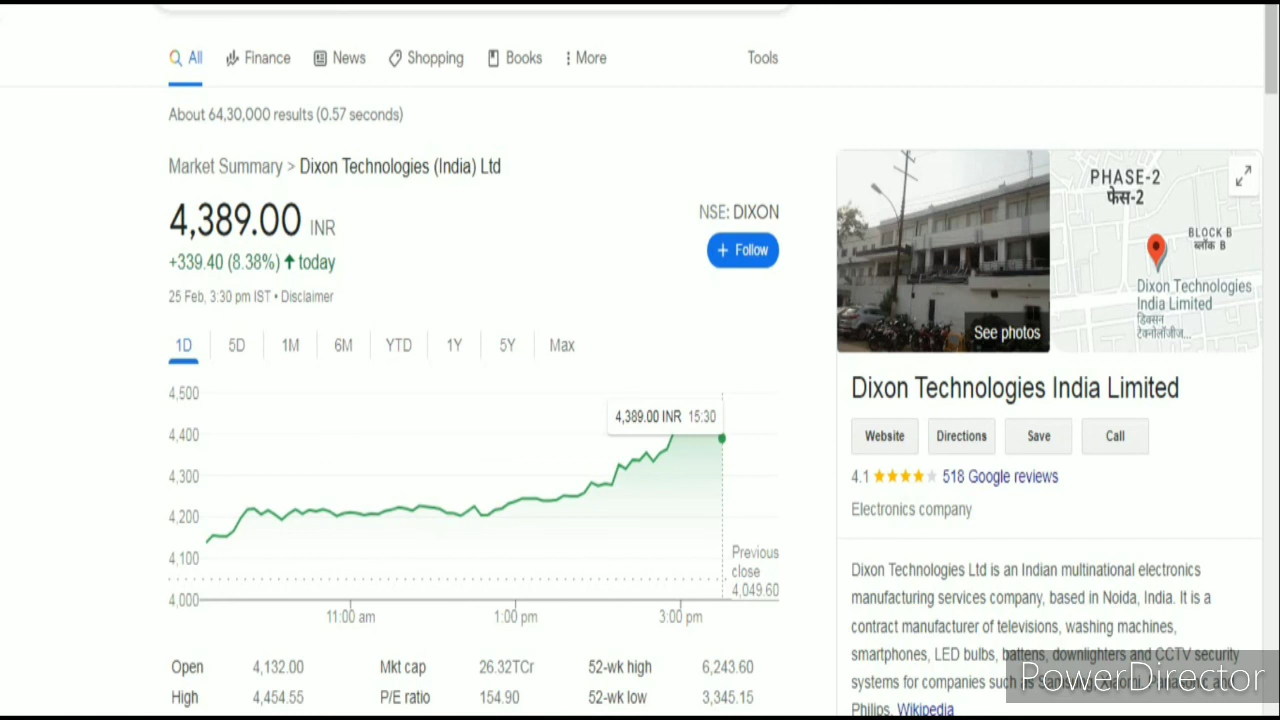 All Finance News Shopping Books More Tools
About 64,30,000 results (0.57 seconds)
Market Summary > Dixon Technologies (India) Ltd
4,389.00 INR
NSE: DIXON
+ Follow
+339.40 (8.38%) today
25 Feb, 3:30 pm IST • Disclaimer
1D 5D 1M 6M YTD 1Y 5Y Max
4,500
4,400
4,300
4,200
4,100
4,000
4,389.00 INR 15:30
Previous
close
4,049.60
11:00 am 1:00 pm 3:00 pm
Open 4,132.00 Mkt cap 26.32TCr 52-wk high 6,243.60
High 4,454.55 P/E ratio 154.90 52-wk low 3,345.15
See photos
PHASE-2
फेस-2
BLOCK B
ब्लॉक B
Dixon Technologies
India Limited
डिक्सन
टेक्नोलॉजीज...
Dixon Technologies India Limited
Website Directions Save Call
4.1 518 Google reviews
Electronics company
Dixon Technologies Ltd is an Indian multinational electronics
manufacturing services company, based in Noida, India. It is a
contract manufacturer of televisions, washing machines,
smartphones, LED bulbs, battens, downlighters and CCTV security
systems for companies such as Samsung, Xiaomi, Panasonic and
Philips. Wikipedia
PowerDirector